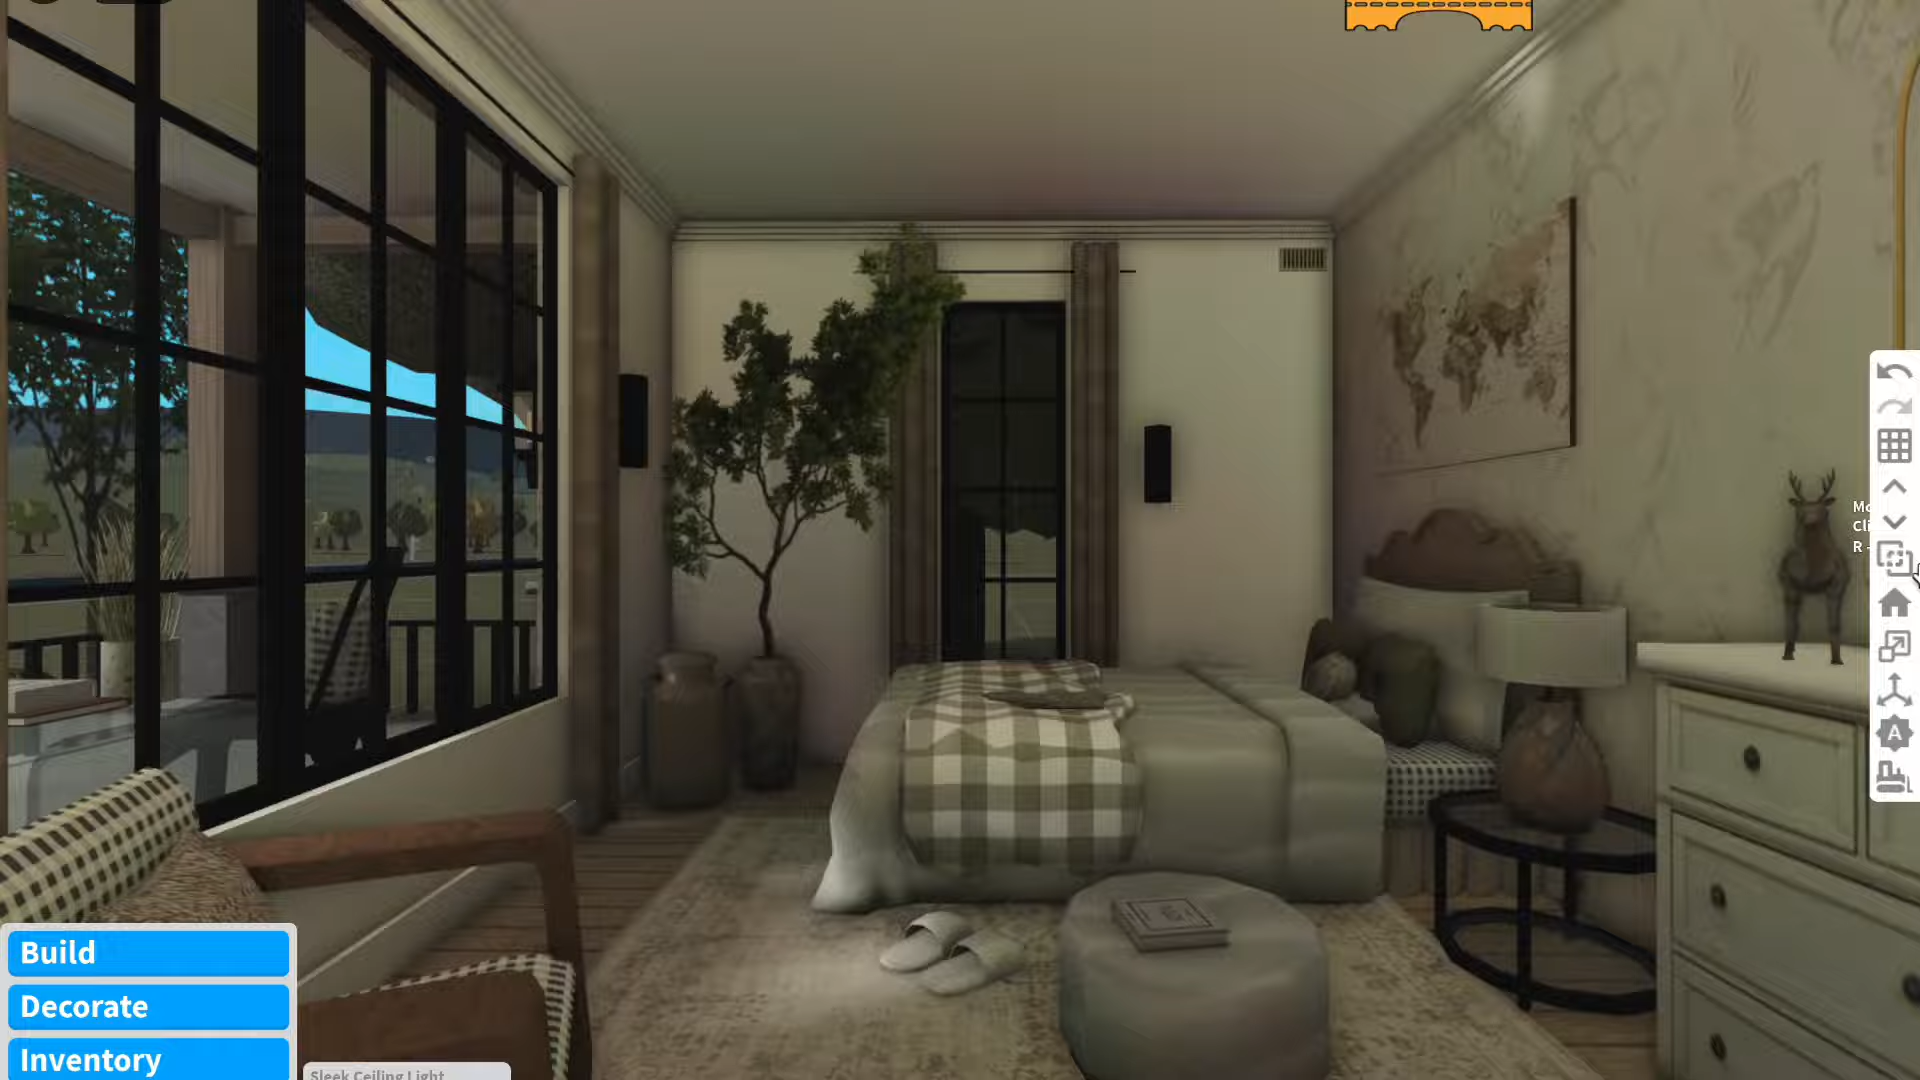 Build
Decorate
Inventory
Sleek Ceiling Light
R -
A